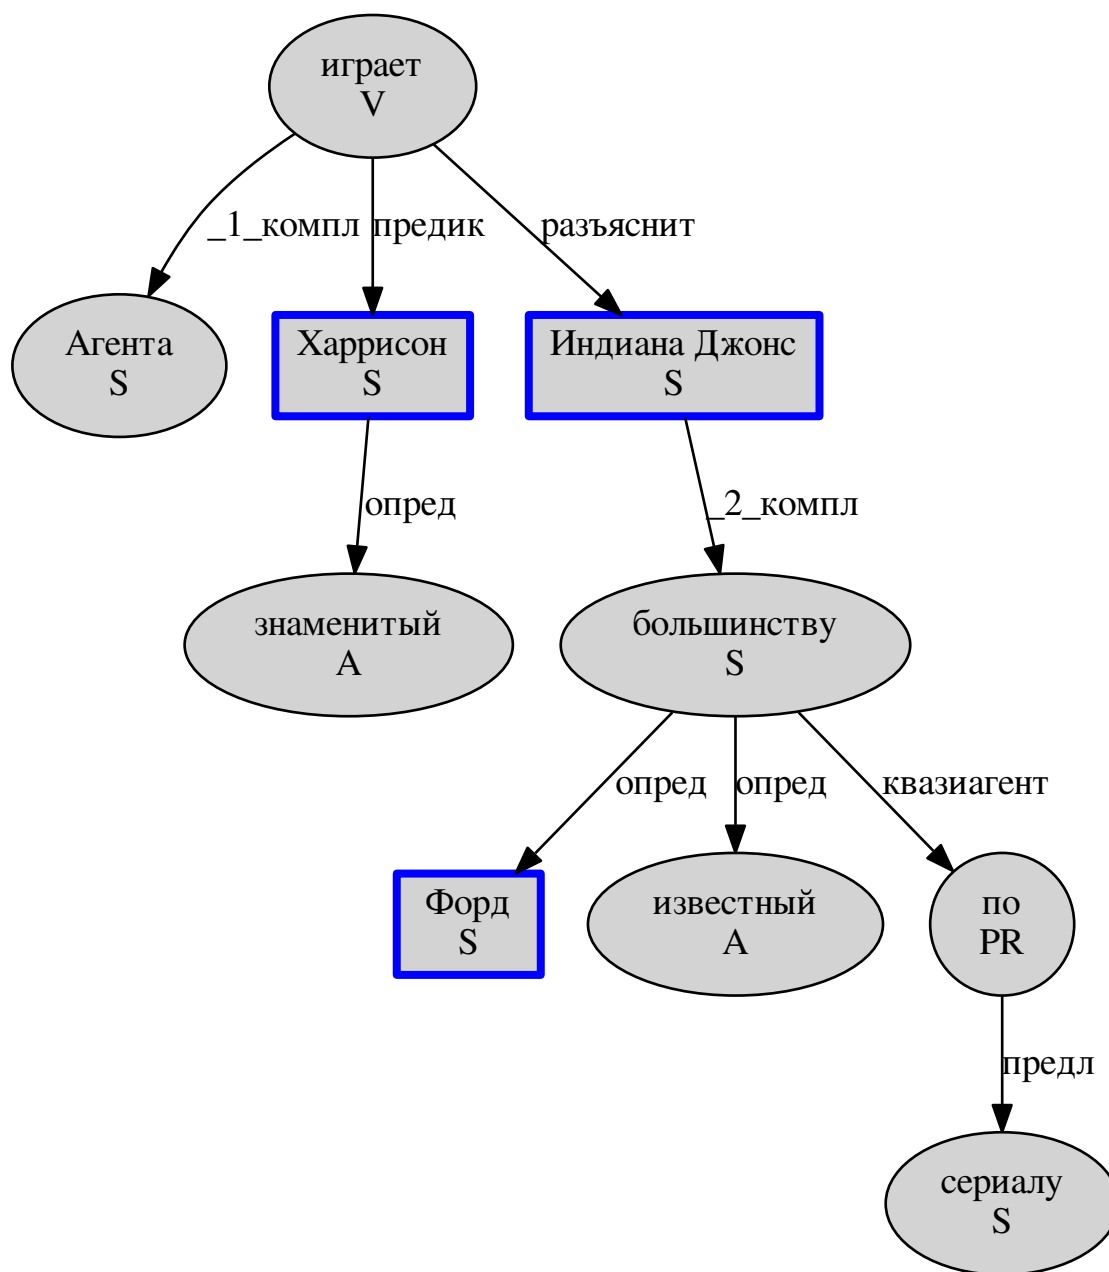 играет
V
_1_компл
предик
разъяснит
Агента
S
Харрисон
S
Индиана Джонс
S
опред
_2_компл
знаменитый
A
большинству
S
опред
опред
квазиагент
Форд
S
известный
A
по
PR
предл
сериалу
S